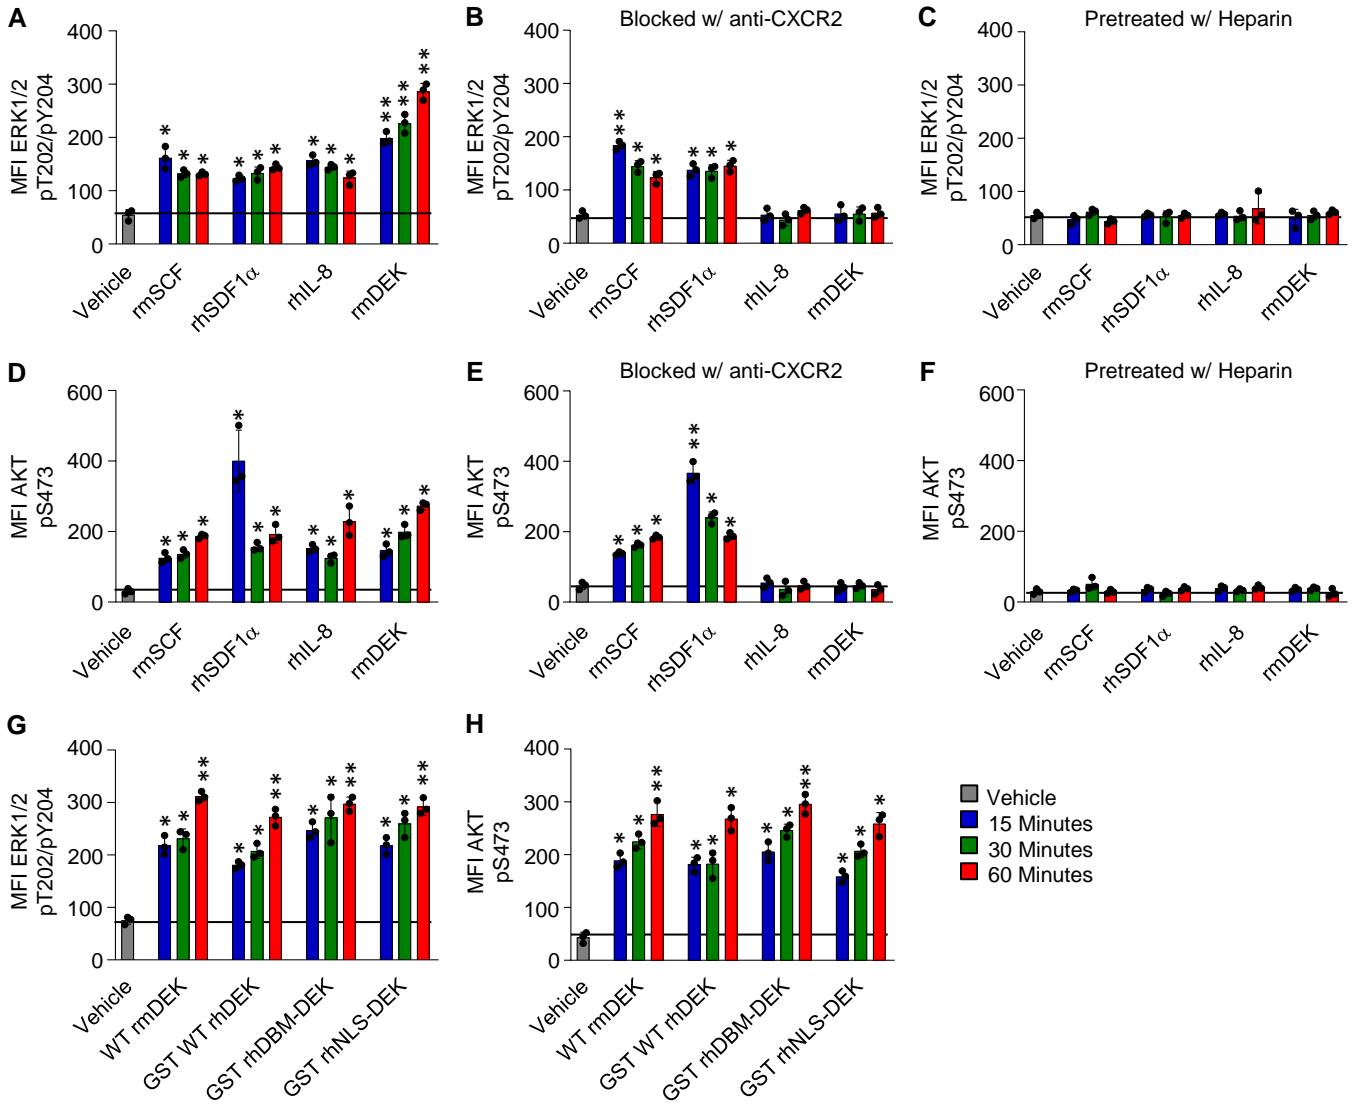 A
400
300
200
100
0
MFI ERK1/2
pT202/pY204
* * * * * * * * * ** ** **
Vehicle
rmSCF
rhSDF1α
rhIL-8
rmDEK
B
Blocked w/ anti-CXCR2
400
300
200
100
0
MFI ERK1/2
pT202/pY204
** * * * * *
Vehicle
rmSCF
rhSDF1α
rhIL-8
rmDEK
C
Pretreated w/ Heparin
400
300
200
100
0
MFI ERK1/2
pT202/pY204
Vehicle
rmSCF
rhSDF1α
rhIL-8
rmDEK
D
600
400
200
0
MFI AKT
pS473
* * * * * * * * * * * *
Vehicle
rmSCF
rhSDF1α
rhIL-8
rmDEK
E
Blocked w/ anti-CXCR2
600
400
200
0
MFI AKT
pS473
* * * ** * *
Vehicle
rmSCF
rhSDF1α
rhIL-8
rmDEK
F
Pretreated w/ Heparin
600
400
200
0
MFI AKT
pS473
Vehicle
rmSCF
rhSDF1α
rhIL-8
rmDEK
G
400
300
200
100
0
MFI ERK1/2
pT202/pY204
* * ** * * ** * * ** * * **
Vehicle
WT rmDEK
GST WT rhDEK
GST rhDBM-DEK
GST rhNLS-DEK
H
400
300
200
100
0
MFI AKT
pS473
* * ** * * * * * ** * * *
Vehicle
WT rmDEK
GST WT rhDEK
GST rhDBM-DEK
GST rhNLS-DEK
Vehicle
15 Minutes
30 Minutes
60 Minutes